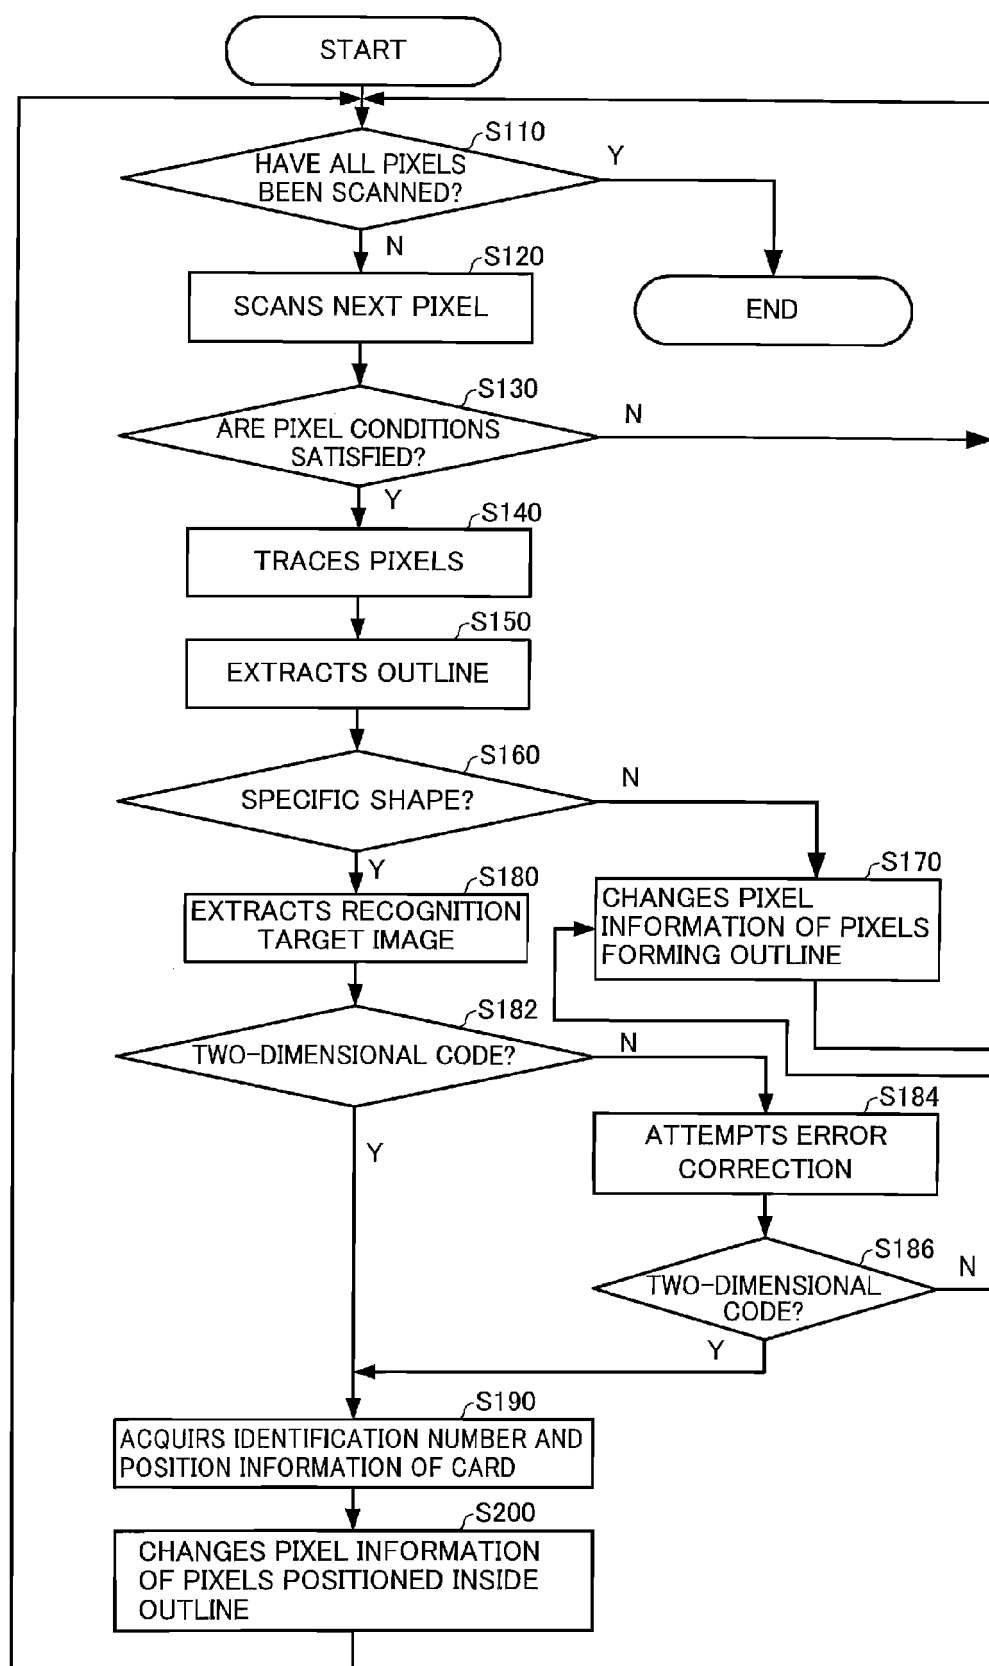 START
S110
HAVE ALL PIXELS
BEEN SCANNED?
Y
N
S120
SCANS NEXT PIXEL
END
S130
ARE PIXEL CONDITIONS
SATISFIED?
N
Y
S140
TRACES PIXELS
S150
EXTRACTS OUTLINE
S160
SPECIFIC SHAPE?
N
Y
S170
CHANGES PIXEL
INFORMATION OF PIXELS
FORMING OUTLINE
S180
EXTRACTS RECOGNITION
TARGET IMAGE
S182
TWO-DIMENSIONAL CODE?
N
Y
S184
ATTEMPTS ERROR
CORRECTION
S186
TWO-DIMENSIONAL
CODE?
N
Y
S190
ACQUIRS IDENTIFICATION NUMBER AND
POSITION INFORMATION OF CARD
S200
CHANGES PIXEL INFORMATION
OF PIXELS POSITIONED INSIDE
OUTLINE